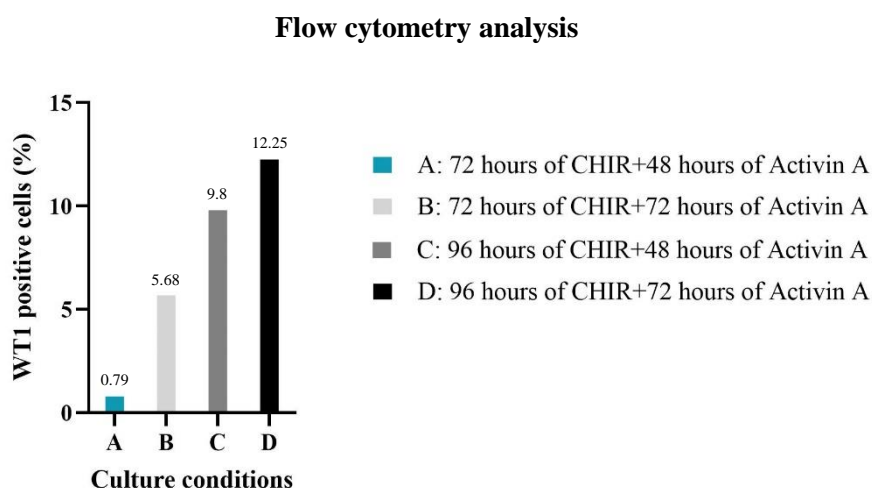 Flow cytometry analysis
WT1 positive cells (%)
15
10
5
0
0.79
5.68
9.8
12.25
A B C D
Culture conditions
A: 72 hours of CHIR+48 hours of Activin A
B: 72 hours of CHIR+72 hours of Activin A
C: 96 hours of CHIR+48 hours of Activin A
D: 96 hours of CHIR+72 hours of Activin A